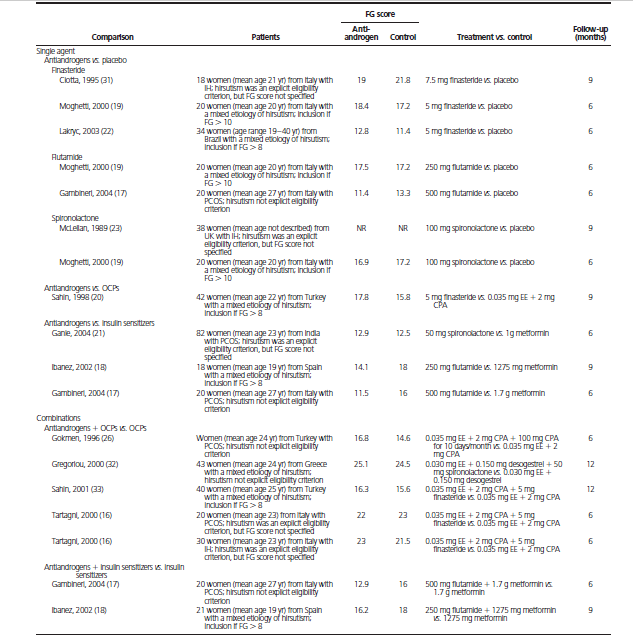 FG score
Comparison Patients Anti-androgen Control Treatment vs. control Follow-up (months)
Single agent
Antiandrogens vs. placebo
Finasteride
Ciotta, 1995 (31) 18 women (mean age 21 yr) from Italy with 19 21.8 7.5 mg finasteride vs. placebo 9
IH; hirsutism was an explicit eligibility
criterion, but FG score not specified
Moghetti, 2000 (19) 20 women (mean age 20 yr) from Italy with 18.4 17.2 5 mg finasteride vs. placebo 6
a mixed etiology of hirsutism; inclusion if
FG > 10
Lakryc, 2003 (22) 34 women (age range 19–40 yr) from 12.8 11.4 5 mg finasteride vs. placebo 6
Brazil with a mixed etiology of hirsutism;
inclusion if FG > 8
Flutamide
Moghetti, 2000 (19) 20 women (mean age 20 yr) from Italy with 17.5 17.2 250 mg flutamide vs. placebo 6
a mixed etiology of hirsutism; inclusion if
FG > 10
Gambineri, 2004 (17) 20 women (mean age 27 yr) from Italy with 11.4 13.3 500 mg flutamide vs. placebo 6
PCOS; hirsutism not explicit eligibility
criterion
Spironolactone
McLellan, 1989 (23) 38 women (mean age not described) from NR NR 100 mg spironolactone vs. placebo 9
UK with IH; hirsutism was an explicit
eligibility criterion, but FG score not
specified
Moghetti, 2000 (19) 20 women (mean age 20 yr) from Italy with 16.9 17.2 100 mg spironolactone vs. placebo 6
a mixed etiology of hirsutism; inclusion if
FG > 10
Antiandrogens vs. OCPs
Sahin, 1998 (20) 42 women (mean age 22 yr) from Turkey 17.8 15.8 5 mg finasteride vs. 0.035 mg EE + 2 mg 9
with a mixed etiology of hirsutism; CPA
inclusion if FG > 8
Antiandrogens vs. insulin sensitizers
Ganie, 2004 (21) 82 women (mean age 23 yr) from India 12.9 12.5 50 mg spironolactone vs. 1g metformin 6
with PCOS; hirsutism was an explicit
eligibility criterion, but FG score not
specified
Ibanez, 2002 (18) 18 women (mean age 19 yr) from Spain 14.1 18 250 mg flutamide vs. 1275 mg metformin 9
with a mixed etiology of hirsutism;
inclusion if FG > 8
Gambineri, 2004 (17) 20 women (mean age 27 yr) from Italy with 11.5 16 500 mg flutamide vs. 1.7 g metformin 6
PCOS; hirsutism not explicit eligibility
criterion
Combinations
Antiandrogens + OCPs vs. OCPs
Gokmen, 1996 (26) Women (mean age 24 yr) from Turkey with 16.8 14.6 0.035 mg EE + 2 mg CPA + 100 mg CPA 6
PCOS; hirsutism not explicit eligibility for 10 days/month vs. 0.035 mg EE + 2
criterion mg CPA
Gregoriou, 2000 (32) 43 women (mean age 24 yr) from Greece 25.1 24.5 0.030 mg EE + 0.150 mg desogestrel + 50 12
with a mixed etiology of hirsutism; mg spironolactone vs. 0.030 mg EE +
hirsutism not explicit eligibility criterion 0.150 mg desogestrel
Sahin, 2001 (33) 40 women (mean age 25 yr) from Turkey 16.3 15.6 0.035 mg EE + 2 mg CPA + 5 mg 12
with a mixed etiology of hirsutism; finasteride vs. 0.035 mg EE + 2 mg CPA
inclusion if FG > 8
Tartagni, 2000 (16) 20 women (mean age 23) from Italy with 22 23 0.035 mg EE + 2 mg CPA + 5 mg 6
PCOS; hirsutism was an explicit eligibility finasteride vs. 0.035 mg EE + 2 mg CPA
criterion, but FG score not specified
Tartagni, 2000 (16) 30 women (mean age 23 yr) from Italy with 23 21.5 0.035 mg EE + 2 mg CPA + 5 mg 6
IH; hirsutism was an explicit eligibility finasteride vs. 0.035 mg EE + 2 mg CPA
criterion, but FG score not specified
Antiandrogens + insulin sensitizers vs. insulin
sensitizers
Gambineri, 2004 (17) 20 women (mean age 27 yr) from Italy with 12.9 16 500 mg flutamide + 1.7 g metformin vs. 6
PCOS; hirsutism not explicit eligibility 1.7 g metformin
criterion
Ibanez, 2002 (18) 21 women (mean age 19 yr) from Spain 16.2 18 250 mg flutamide + 1275 mg metformin 9
with a mixed etiology of hirsutism; vs. 1275 mg metformin
inclusion if FG > 8